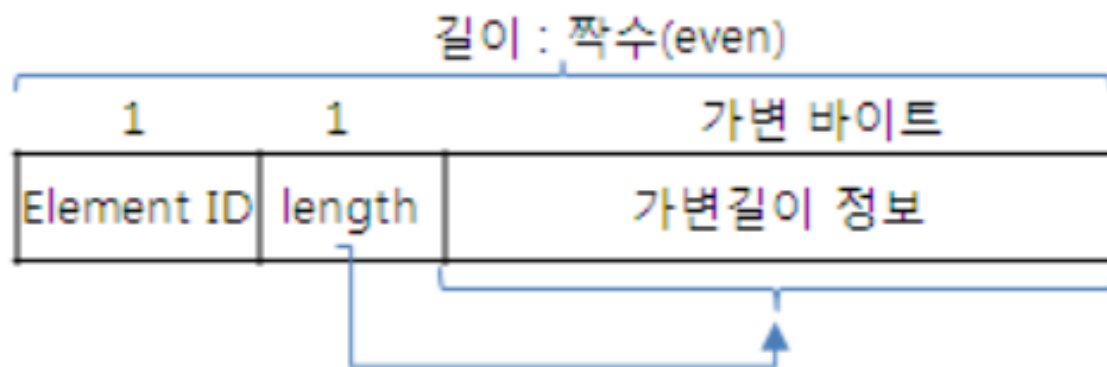 길이 : 짝수(even)
1 1 가변 바이트
Element ID length 가변길이 정보